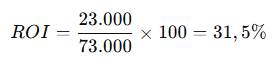 ROI = 23.000/73.000 × 100 = 31,5%